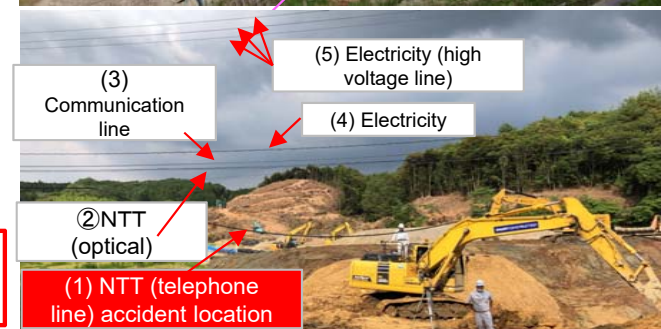 (5) Electricity (high
voltage line)
(3)
Communication
line
(4) Electricity
②NTT
(optical)
(1) NTT (telephone
line) accident location